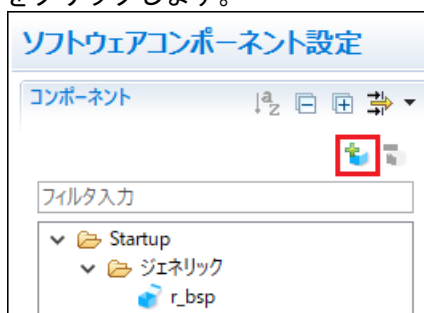 をクリックします。
ソフトウェアコンポーネント設定
コンポーネント
フィルタ入力
Startup
ジェネリック
r_bsp